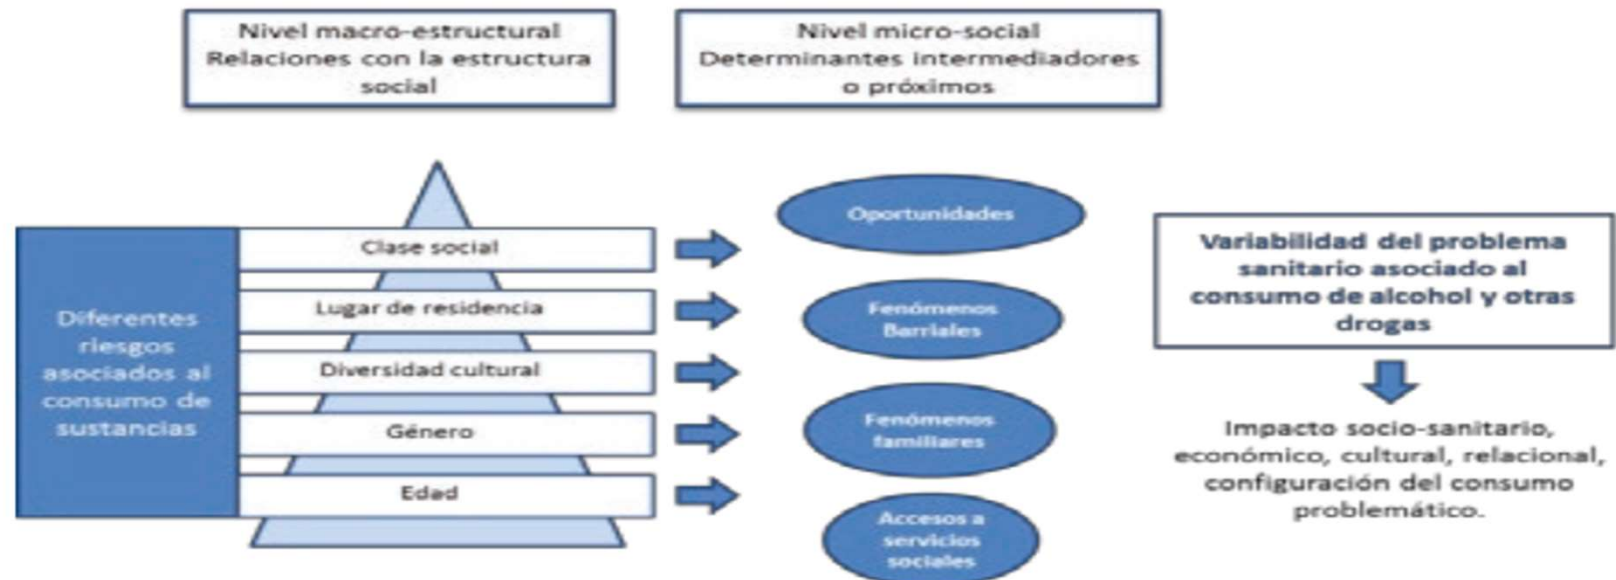 Nivel macro-estructural
Relaciones con la estructura
social
Nivel micro-social
Determinantes intermediadores
o próximos
Diferentes
riesgos
asociados al
consumo de
sustancias
Clase social
Lugar de residencia
Diversidad cultural
Género
Edad
Oportunidades
Fenómenos
Barriales
Fenómenos
familiares
Accesos a
servicios
sociales
Variabilidad del problema
sanitario asociado al
consumo de alcohol y otras
drogas
Impacto socio-sanitario,
económico, cultural, relacional,
configuración del consumo
problemático.